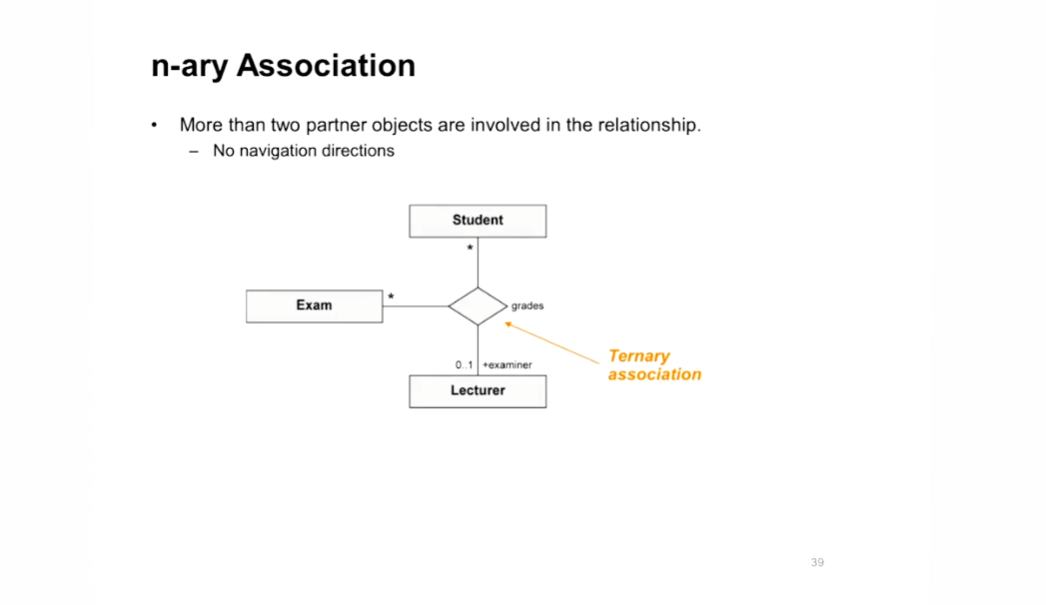 n-ary Association
• More than two partner objects are involved in the relationship.
– No navigation directions
Student
*
Exam
*
grades
0..1
+examiner
Lecturer
Ternary
association
39